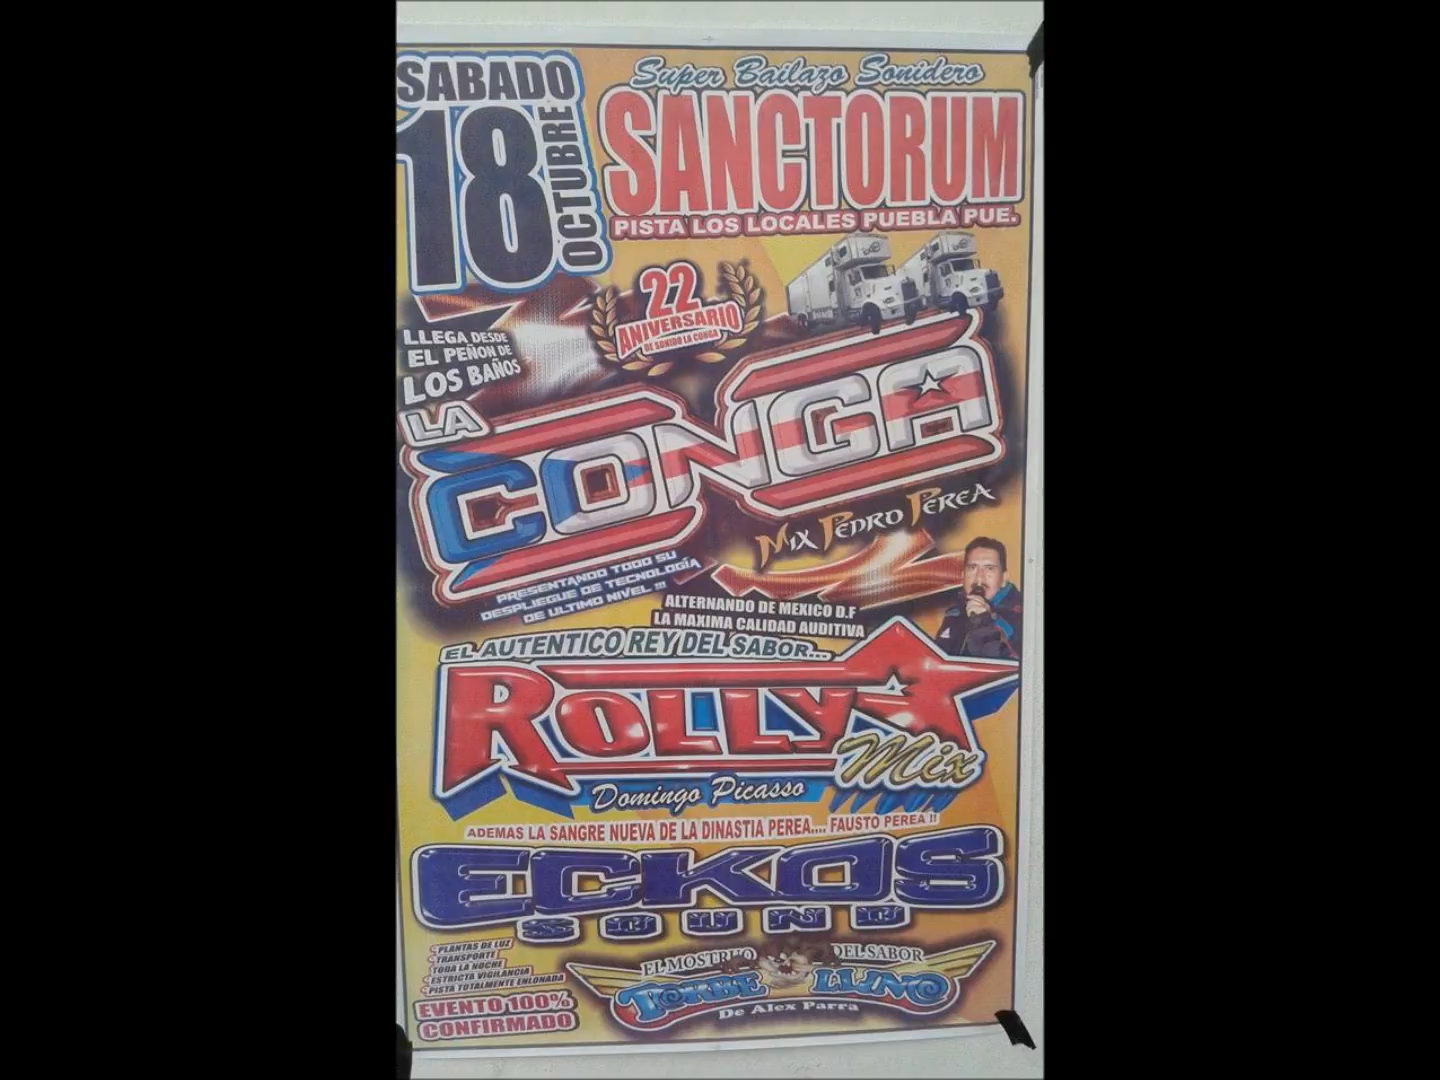 SABADO
18
OCTUBRE
Super Bailazo Sonidero
SANCTORUM
PISTA LOS LOCALES PUEBLA PUE.
22
ANIVERSARIO
DE SONIDO LA CONGA
LLEGA DESDE
EL PEÑON DE
LOS BAÑOS
LA
CONGA
MIX PEDRO PEREA
PRESENTANDO TODO SU
DESPLIEGUE DE TECNOLOGÍA
DE ULTIMO NIVEL !!!
ALTERNANDO DE MEXICO D.F
LA MAXIMA CALIDAD AUDITIVA
EL AUTENTICO REY DEL SABOR...
ROLLY
Mix
Domingo Picasso
ADEMAS LA SANGRE NUEVA DE LA DINASTIA PEREA.... FAUSTO PEREA !!
ECKOS
SOUND
PLANTAS DE LUZ
TRANSPORTE
TODA LA NOCHE
ESTRICTA VIGILANCIA
PISTA TOTALMENTE ENLONADA
EVENTO 100%
CONFIRMADO
EL MOSTRUO DEL SABOR
TORBELLINO
De Alex Parra